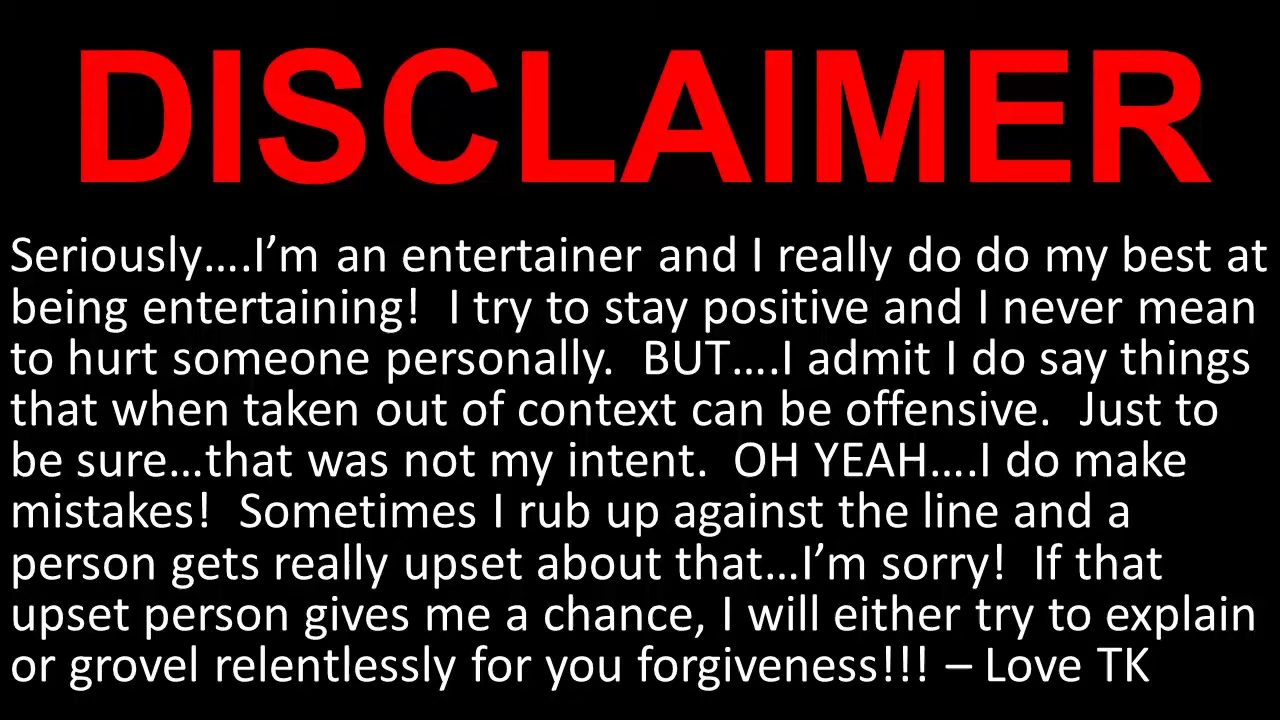 DISCLAIMER
Seriously....I’m an entertainer and I really do do my best at
being entertaining!  I try to stay positive and I never mean
to hurt someone personally.  BUT....I admit I do say things
that when taken out of context can be offensive.  Just to
be sure...that was not my intent.  OH YEAH....I do make
mistakes!  Sometimes I rub up against the line and a
person gets really upset about that...I’m sorry!  If that
upset person gives me a chance, I will either try to explain
or grovel relentlessly for you forgiveness!!! – Love TK